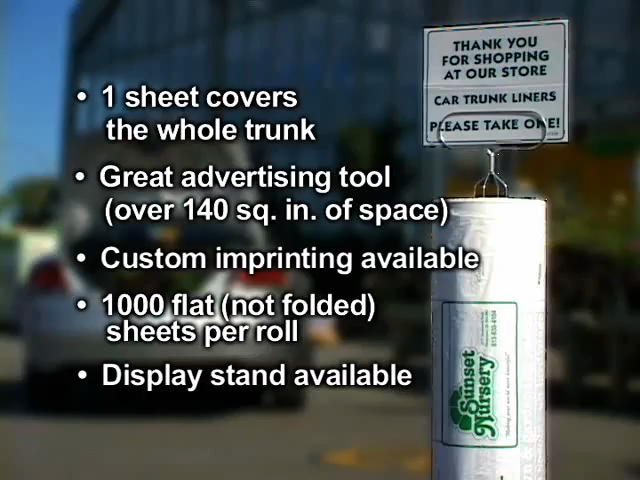 THANK YOU
FOR SHOPPING
AT OUR STORE
CAR TRUNK LINERS
PLEASE TAKE ONE!
• 1 sheet covers
the whole trunk
• Great advertising tool
(over 140 sq. in. of space)
• Custom imprinting available
• 1000 flat (not folded)
sheets per roll
• Display stand available
Sunset
Nursery